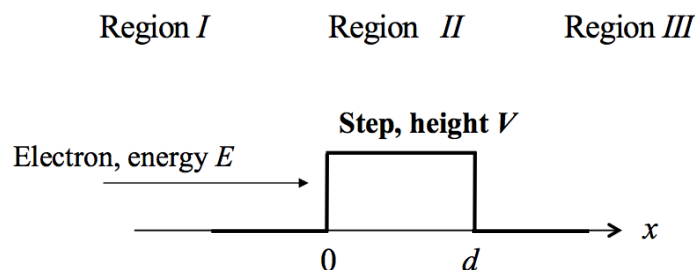 Region I Region II Region III
Step, height V
Electron, energy E
x
0 d